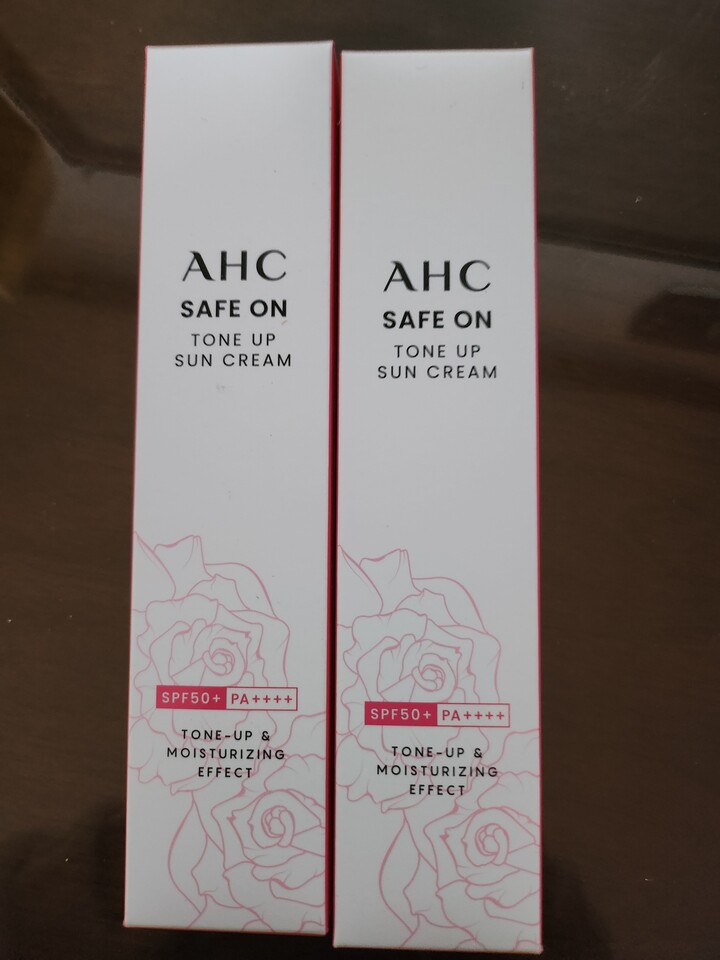 AHC
SAFE ON
TONE UP
SUN CREAM
SPF50+ PA++++
TONE-UP &
MOISTURIZING
EFFECT
AHC
SAFE ON
TONE UP
SUN CREAM
SPF50+ PA++++
TONE-UP &
MOISTURIZING
EFFECT